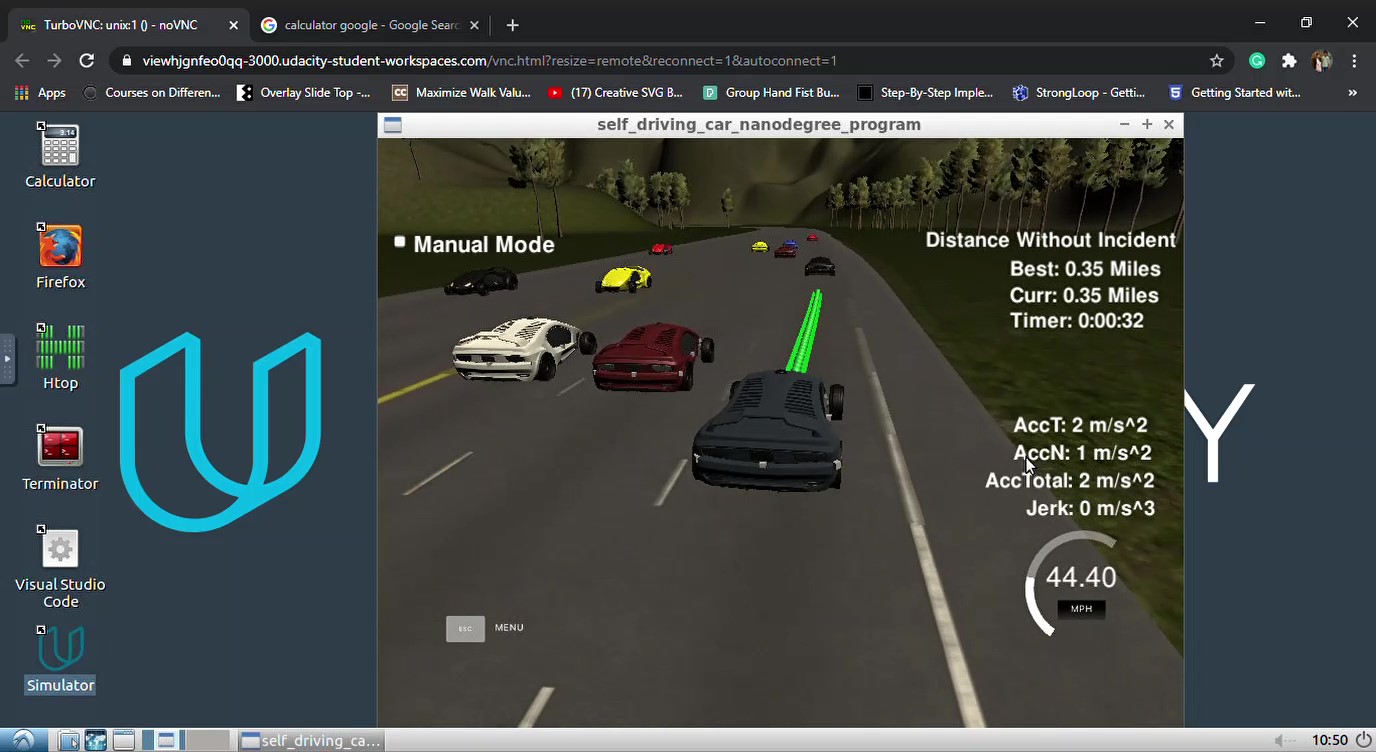 TurboVNC: unix:1 () - noVNC
calculator google - Google Searc
viewhjgnfeo0qq-3000.udacity-student-workspaces.com/vnc.html?resize=remote&reconnect=1&autoconnect=1
Apps
Courses on Differen...
Overlay Slide Top -...
CC
Maximize Walk Valu...
(17) Creative SVG B...
Group Hand Fist Bu...
Step-By-Step Imple...
StrongLoop - Getti...
Getting Started wit...
»
self_driving_car_nanodegree_program
3.14
Calculator
Firefox
Htop
Terminator
Visual Studio
Code
Simulator
Y
Manual Mode
Distance Without Incident
Best: 0.35 Miles
Curr: 0.35 Miles
Timer: 0:00:32
AccT: 2 m/s^2
AccN: 1 m/s^2
AccTotal: 2 m/s^2
Jerk: 0 m/s^3
44.40
MPH
ESC
MENU
self_driving_ca...
10:50